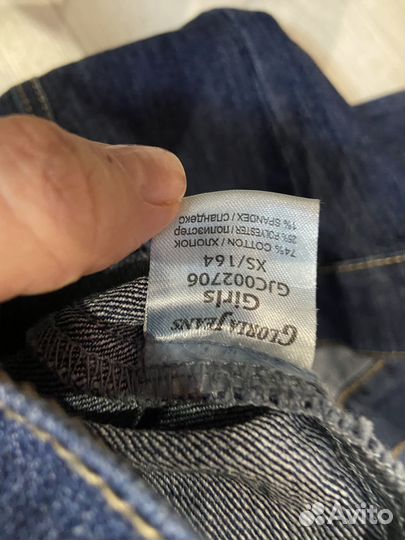 GLORIA JEANS
Girls
GJC002706
XS/164
74% COTTON / ХЛОПОК
25% POLYESTER / ПОЛИЭСТЕР
1% SPANDEX / СПАНДЕКС
Avito